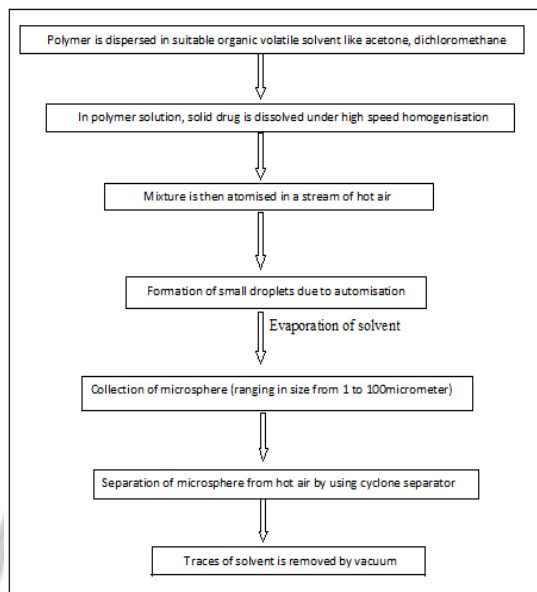 Polymer is dispersed in suitable organic volatile solvent like acetone, dichloromethane
In polymer solution, solid drug is dissolved under high speed homogenisation
Mixture is then atomised in a stream of hot air
Formation of small droplets due to automisation
Evaporation of solvent
Collection of microsphere (ranging in size from 1 to 100micrometer)
Separation of microsphere from hot air by using cyclone separator
Traces of solvent is removed by vacuum